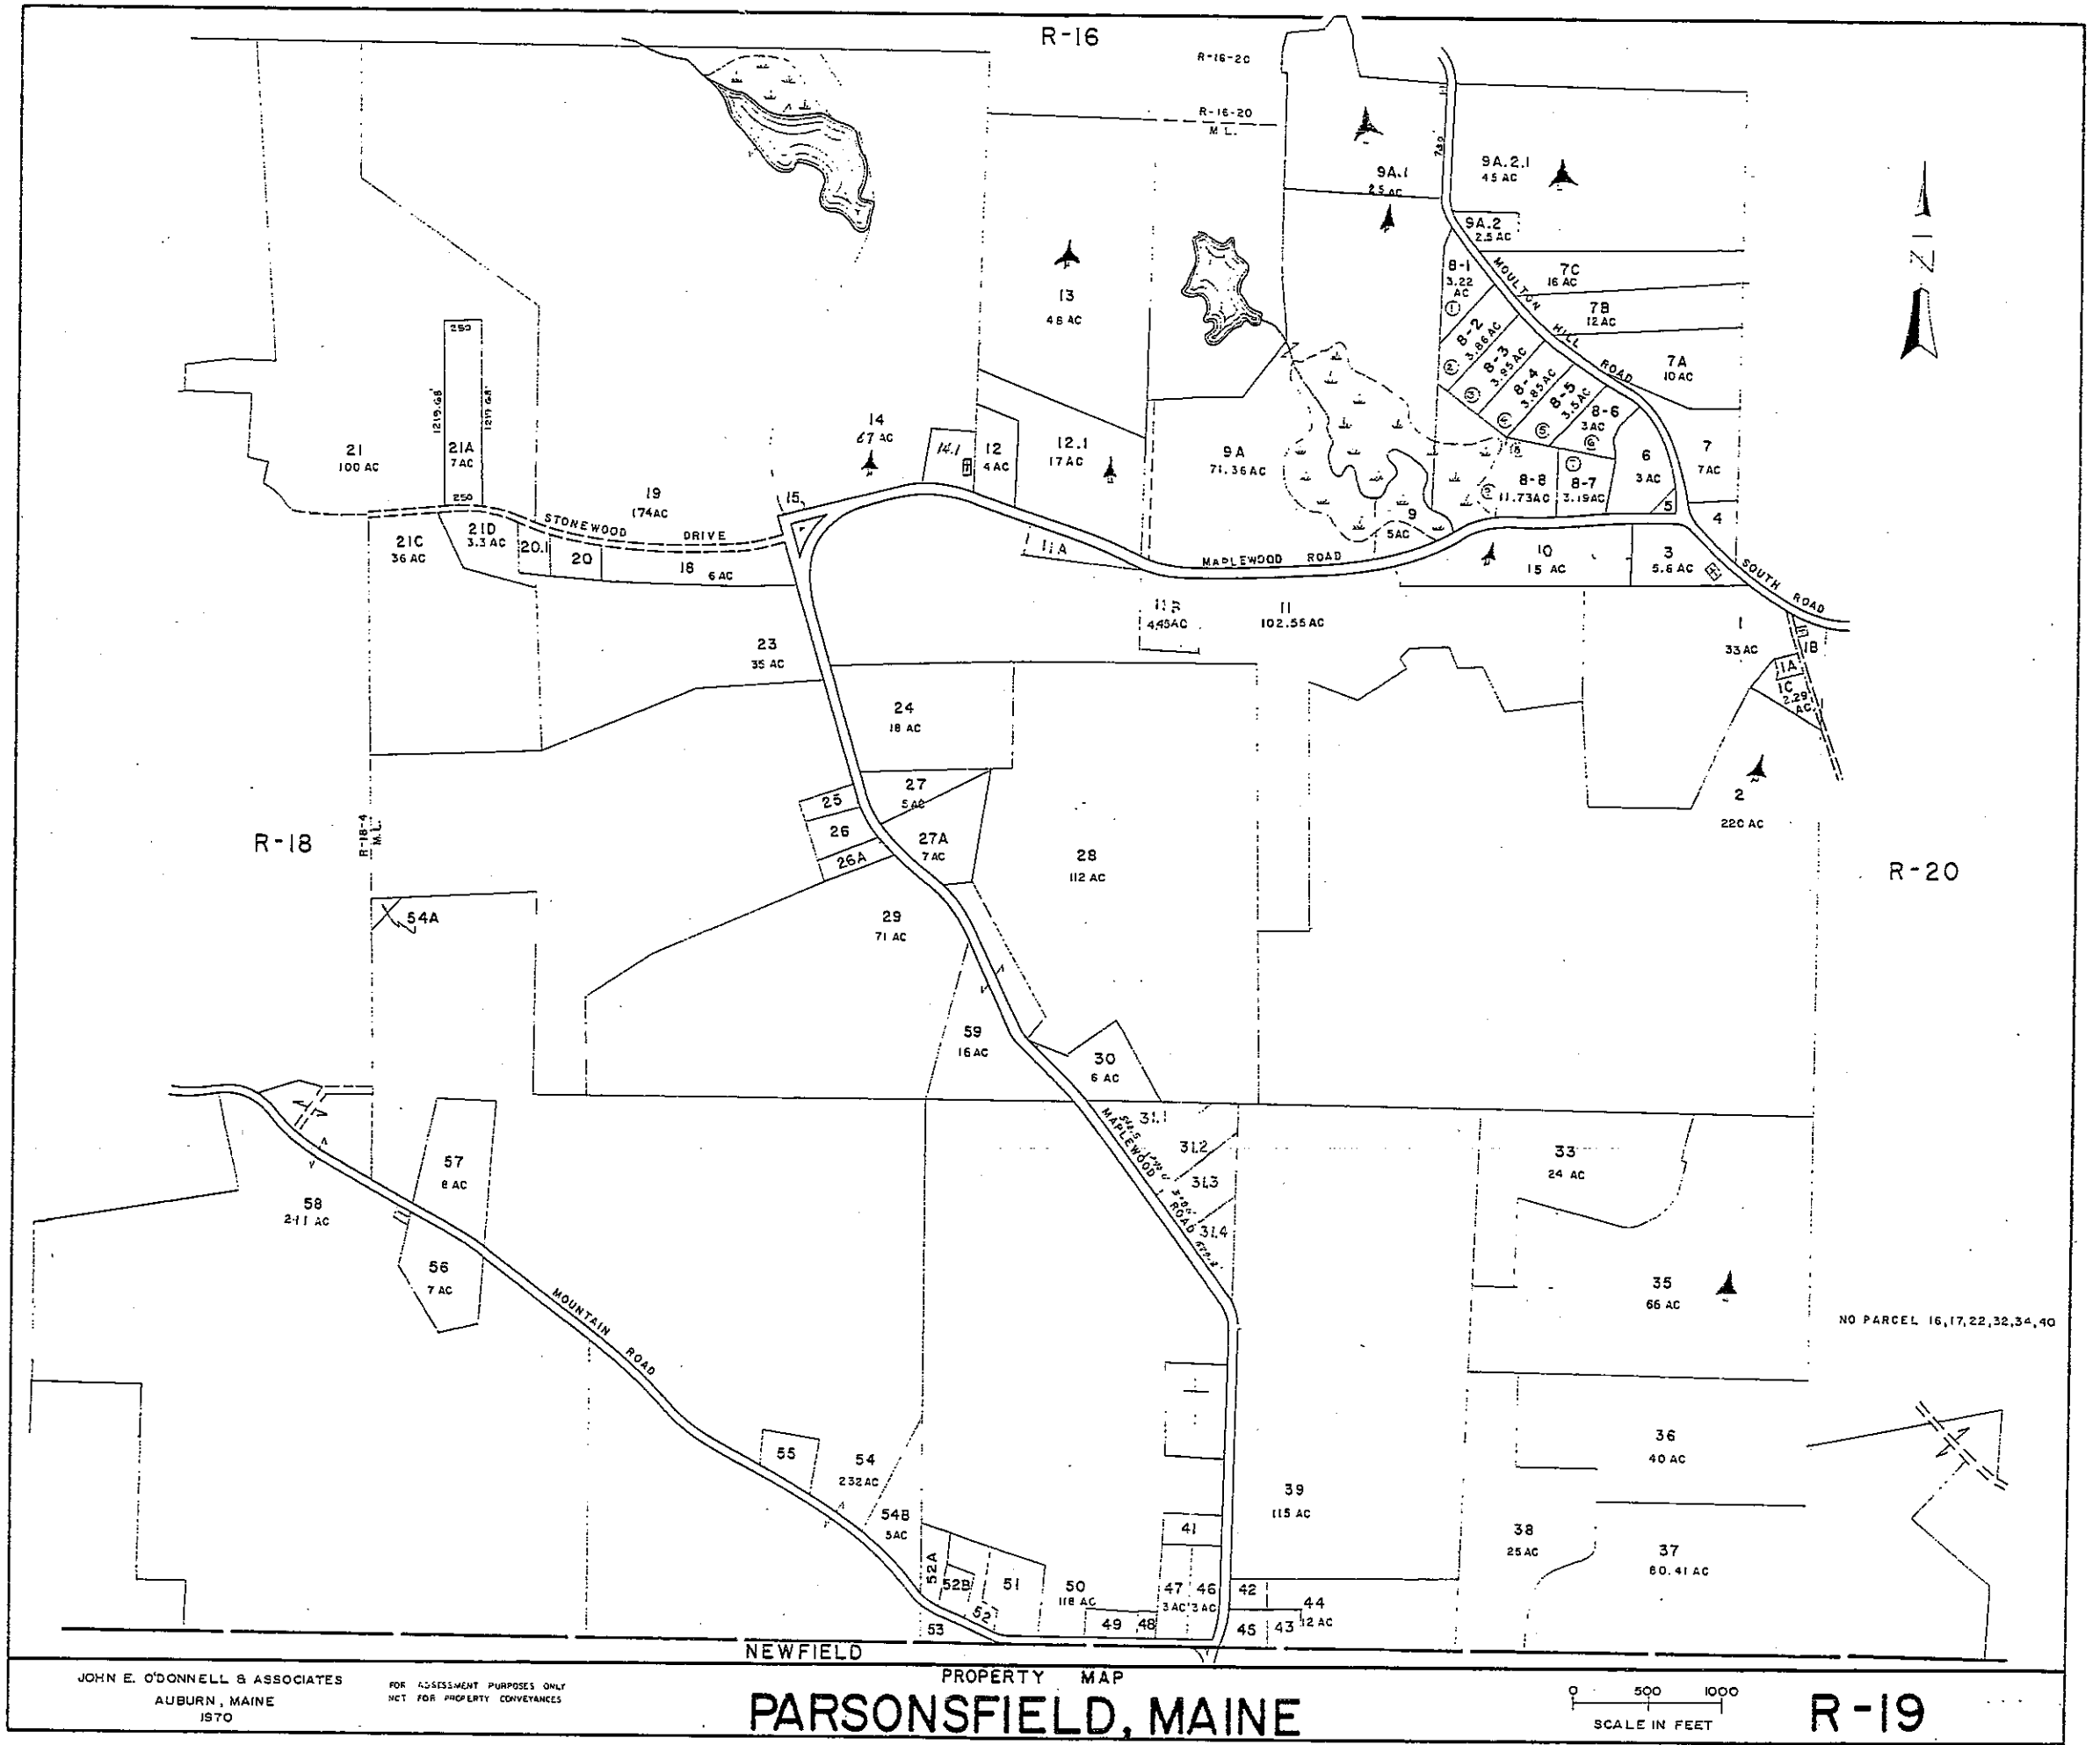 R-16
R-16-20
R-16-20
M L.
9A.1
25 AC
730'
9A.2.1
45 AC
9A.2
2.5 AC
N
13
48 AC
8-1
3.22
AC
1
MOULTON HILL ROAD
7C
16 AC
7B
12 AC
7A
10 AC
8-2
3.86 AC
2
8-3
3.95 AC
3
8-4
3.85 AC
4
8-5
3.5 AC
5
8-6
3 AC
6
250
1219.68'
1219.68'
21A
7 AC
250
21
100 AC
14
67 AC
14.1
12
4 AC
12.1
17 AC
9A
71.36 AC
8-8
11.73 AC
7
8-7
3.19 AC
6
3 AC
7
7 AC
5
4
19
174 AC
15
STONEWOOD DRIVE
21C
36 AC
21D
3.3 AC
20.1
20
18
6 AC
11A
9
5 AC
MAPLEWOOD ROAD
10
15 AC
3
5.6 AC
SOUTH ROAD
11B
4.45 AC
11
102.55 AC
1
33 AC
1B
1A
1C
2.29
AC
23
35 AC
24
18 AC
25
26
26A
27
5 AC
27A
7 AC
28
112 AC
2
220 AC
R-18
R-18-4
M.L.
R-20
54A
29
71 AC
59
16 AC
30
6 AC
31.1
31.2
31.3
31.4
MAPLEWOOD ROAD
33
24 AC
57
8 AC
58
211 AC
56
7 AC
35
66 AC
NO PARCEL 16,17,22,32,34,40
MOUNTAIN ROAD
55
54
232 AC
54B
5 AC
36
40 AC
39
115 AC
38
25 AC
37
80.41 AC
41
52A
52B
52
51
50
118 AC
47
3 AC
46
3 AC
42
44
12 AC
53
49
48
45
43
NEWFIELD
JOHN E. O'DONNELL & ASSOCIATES
AUBURN, MAINE
1970
FOR ASSESSMENT PURPOSES ONLY
NOT FOR PROPERTY CONVEYANCES
PROPERTY MAP
PARSONSFIELD, MAINE
0 500 1000
SCALE IN FEET
R-19